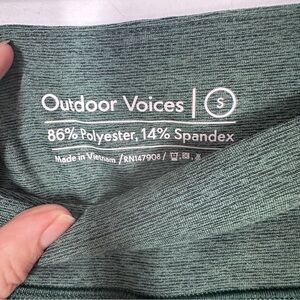 Outdoor Voices | S
86% Polyester, 14% Spandex
Made in Vietnam /RN147908/